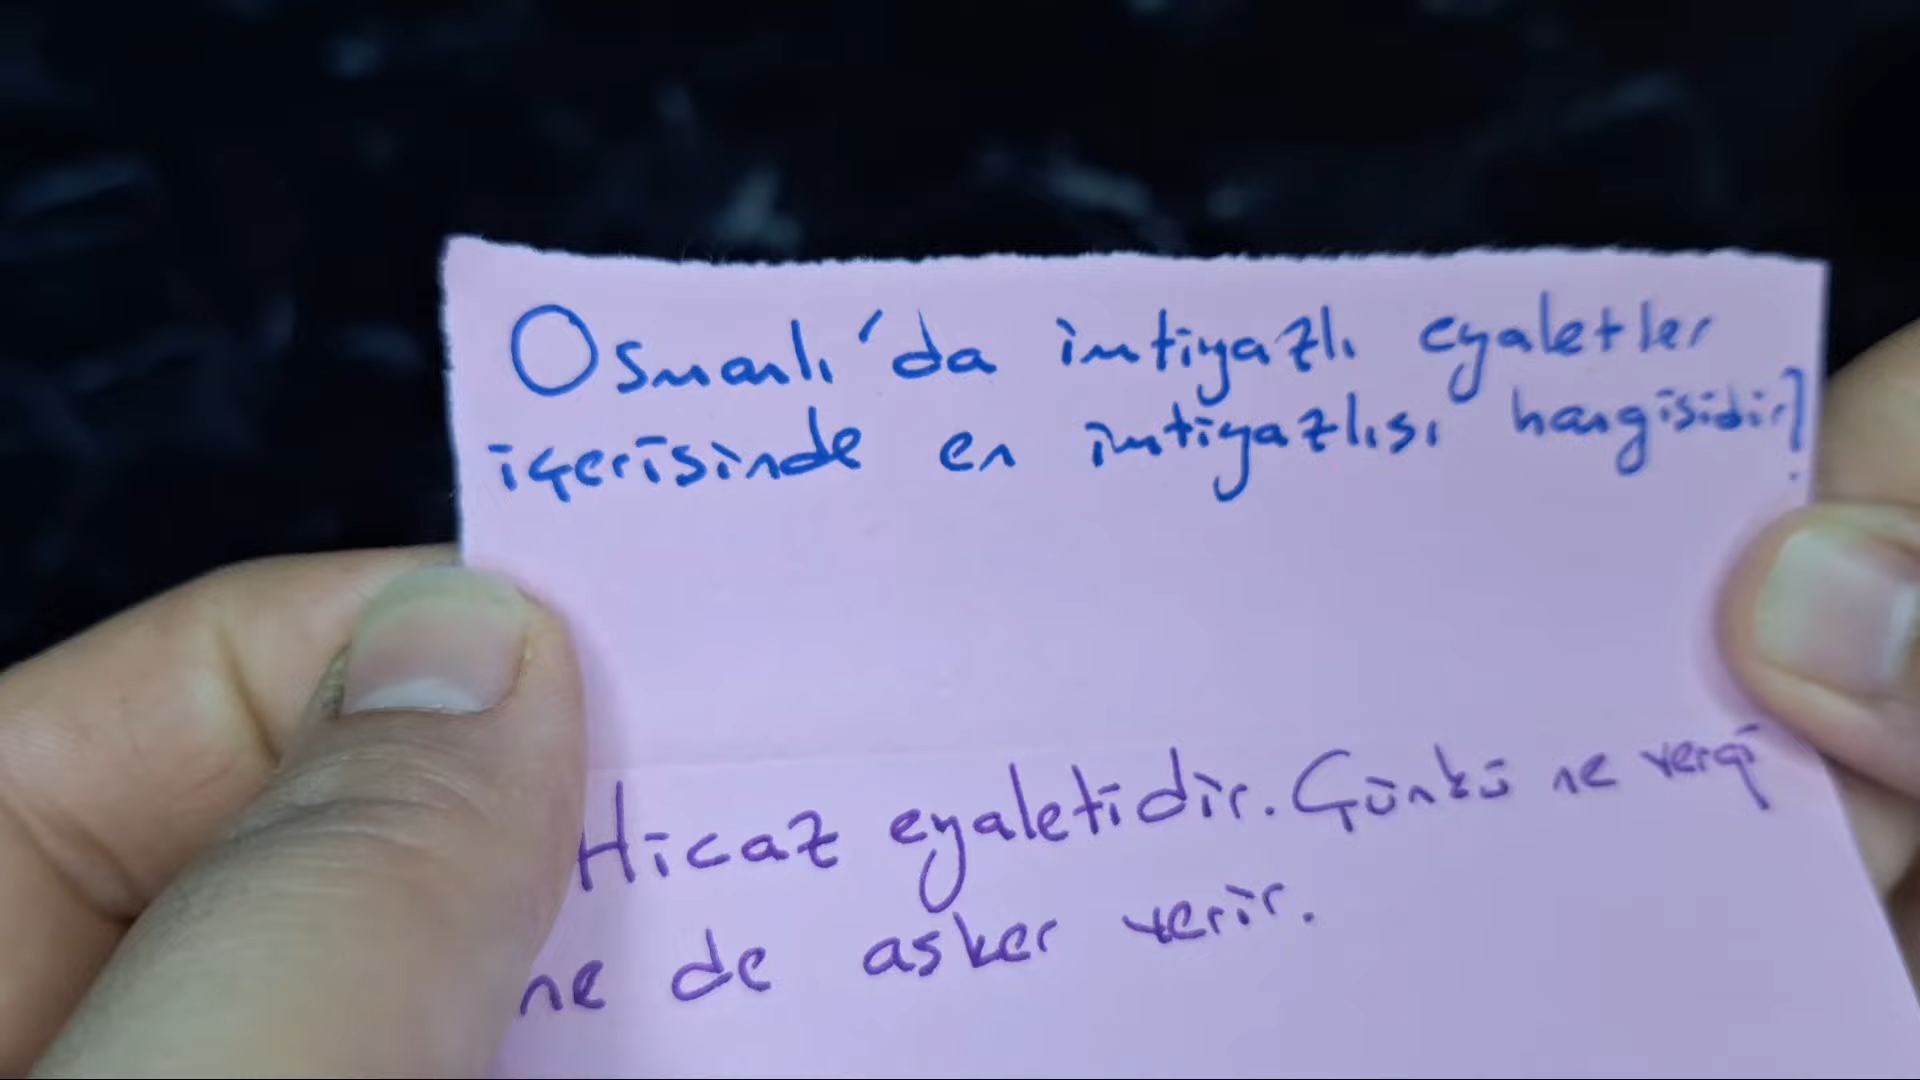 Osmanlı'da imtiyazlı eyaletler
içerisinde en imtiyazlısı hangisidir?
Hicaz eyaletidir. Çünkü ne vergi
ne de asker verir.